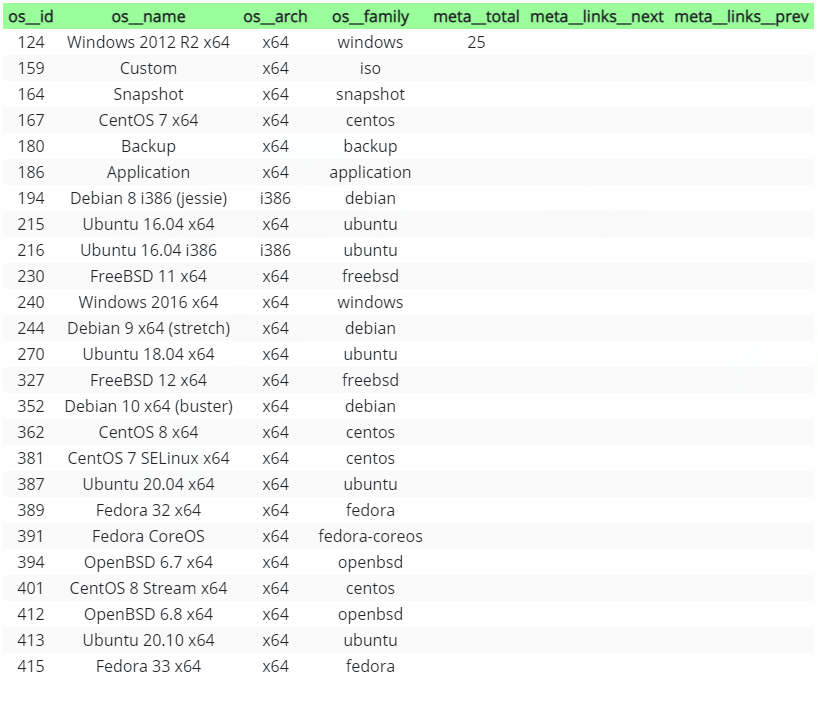 os__id os__name os__arch os__family meta__total meta__links__next meta__links__prev
124 Windows 2012 R2 x64 x64 windows 25
159 Custom x64 iso
164 Snapshot x64 snapshot
167 CentOS 7 x64 x64 centos
180 Backup x64 backup
186 Application x64 application
194 Debian 8 i386 (jessie) i386 debian
215 Ubuntu 16.04 x64 x64 ubuntu
216 Ubuntu 16.04 i386 i386 ubuntu
230 FreeBSD 11 x64 x64 freebsd
240 Windows 2016 x64 x64 windows
244 Debian 9 x64 (stretch) x64 debian
270 Ubuntu 18.04 x64 x64 ubuntu
327 FreeBSD 12 x64 x64 freebsd
352 Debian 10 x64 (buster) x64 debian
362 CentOS 8 x64 x64 centos
381 CentOS 7 SELinux x64 x64 centos
387 Ubuntu 20.04 x64 x64 ubuntu
389 Fedora 32 x64 x64 fedora
391 Fedora CoreOS x64 fedora-coreos
394 OpenBSD 6.7 x64 x64 openbsd
401 CentOS 8 Stream x64 x64 centos
412 OpenBSD 6.8 x64 x64 openbsd
413 Ubuntu 20.10 x64 x64 ubuntu
415 Fedora 33 x64 x64 fedora